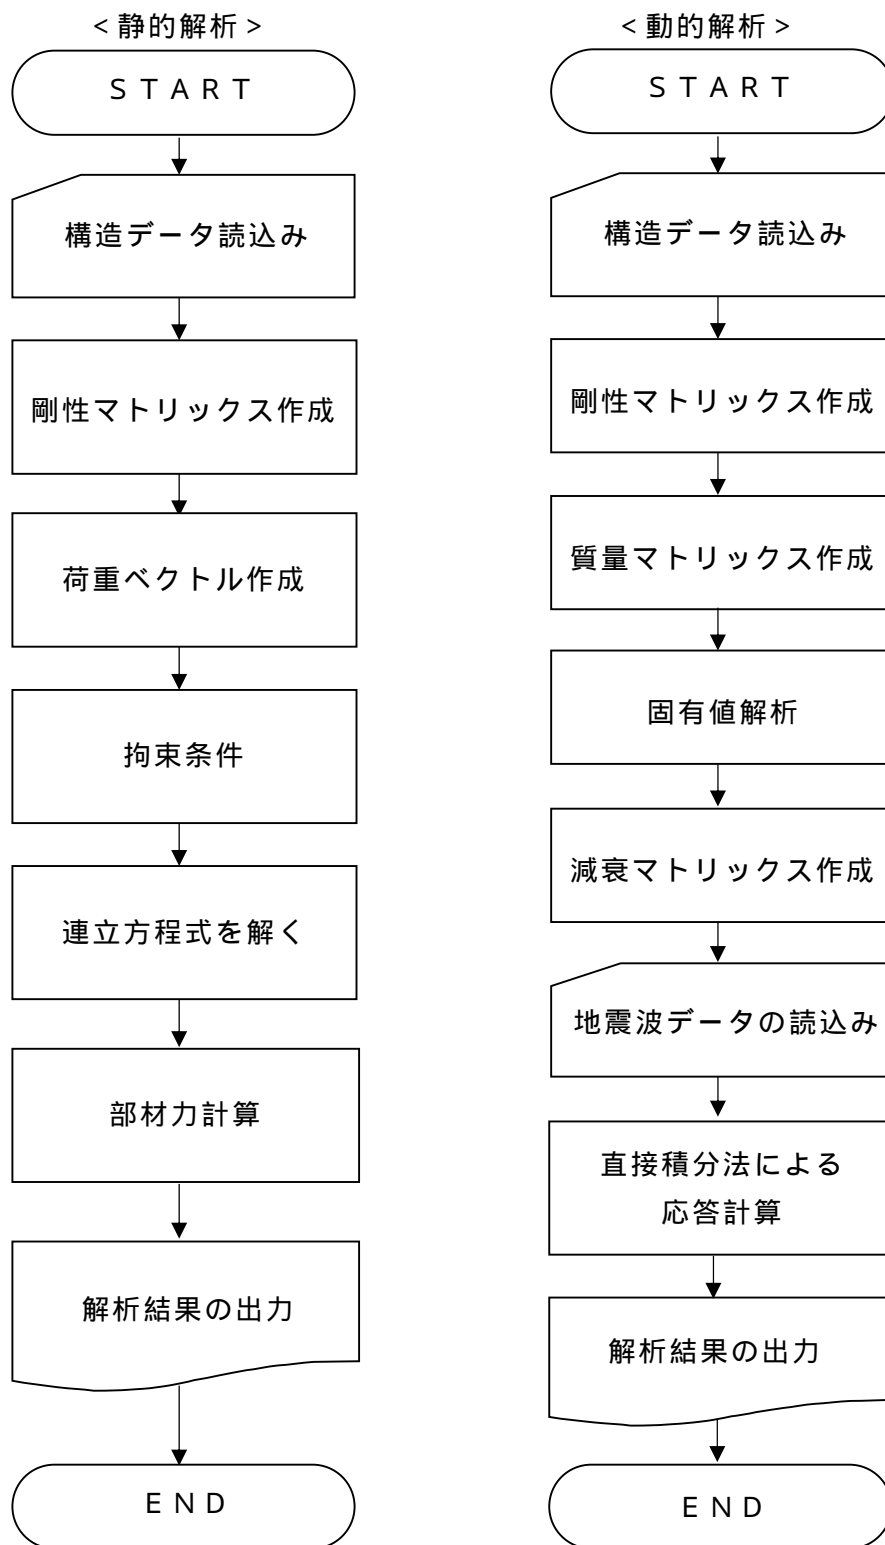 ＜静的解析＞
ＳＴＡＲＴ
構造データ読込み
剛性マトリックス作成
荷重ベクトル作成
拘束条件
連立方程式を解く
部材力計算
解析結果の出力
ＥＮＤ
＜動的解析＞
ＳＴＡＲＴ
構造データ読込み
剛性マトリックス作成
質量マトリックス作成
固有値解析
減衰マトリックス作成
地震波データの読込み
直接積分法による
応答計算
解析結果の出力
ＥＮＤ